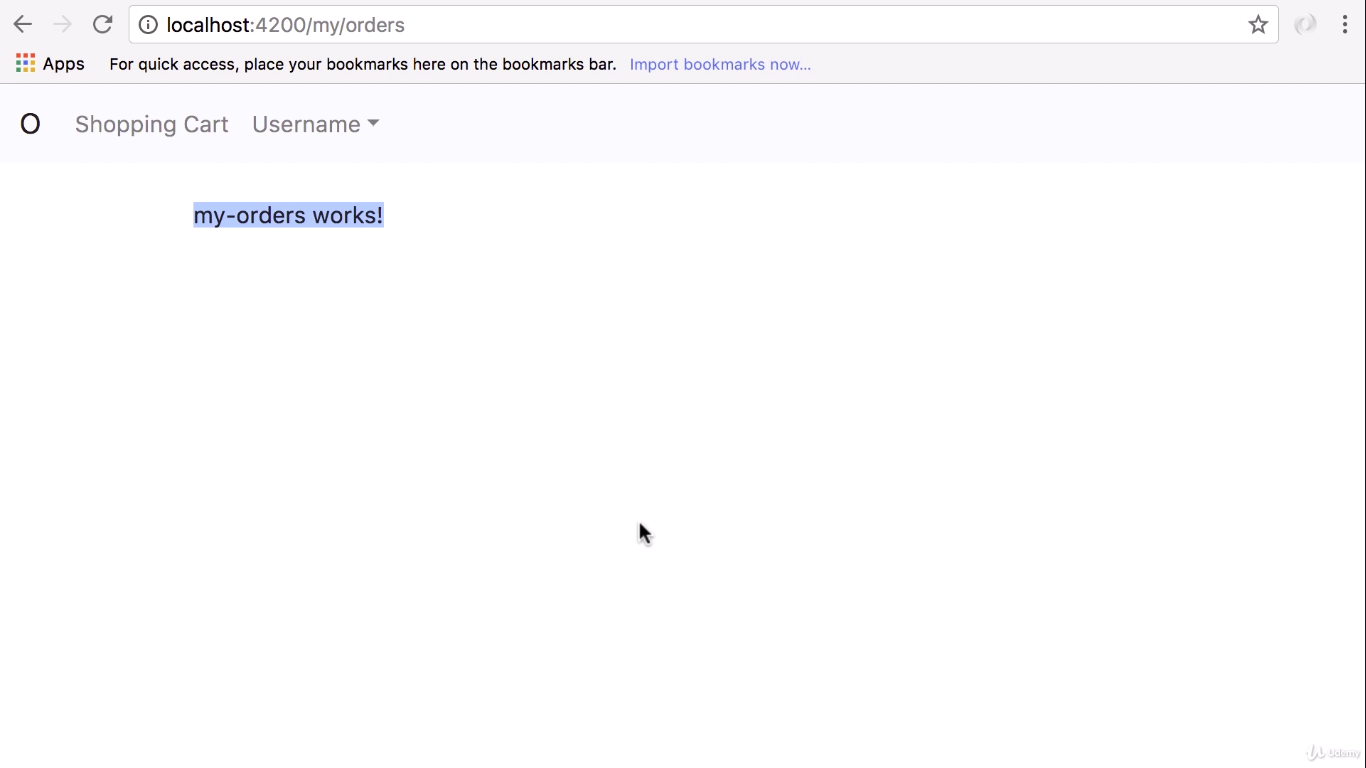 localhost:4200/my/orders
Apps For quick access, place your bookmarks here on the bookmarks bar. Import bookmarks now...
O Shopping Cart Username
my-orders works!
Udemy